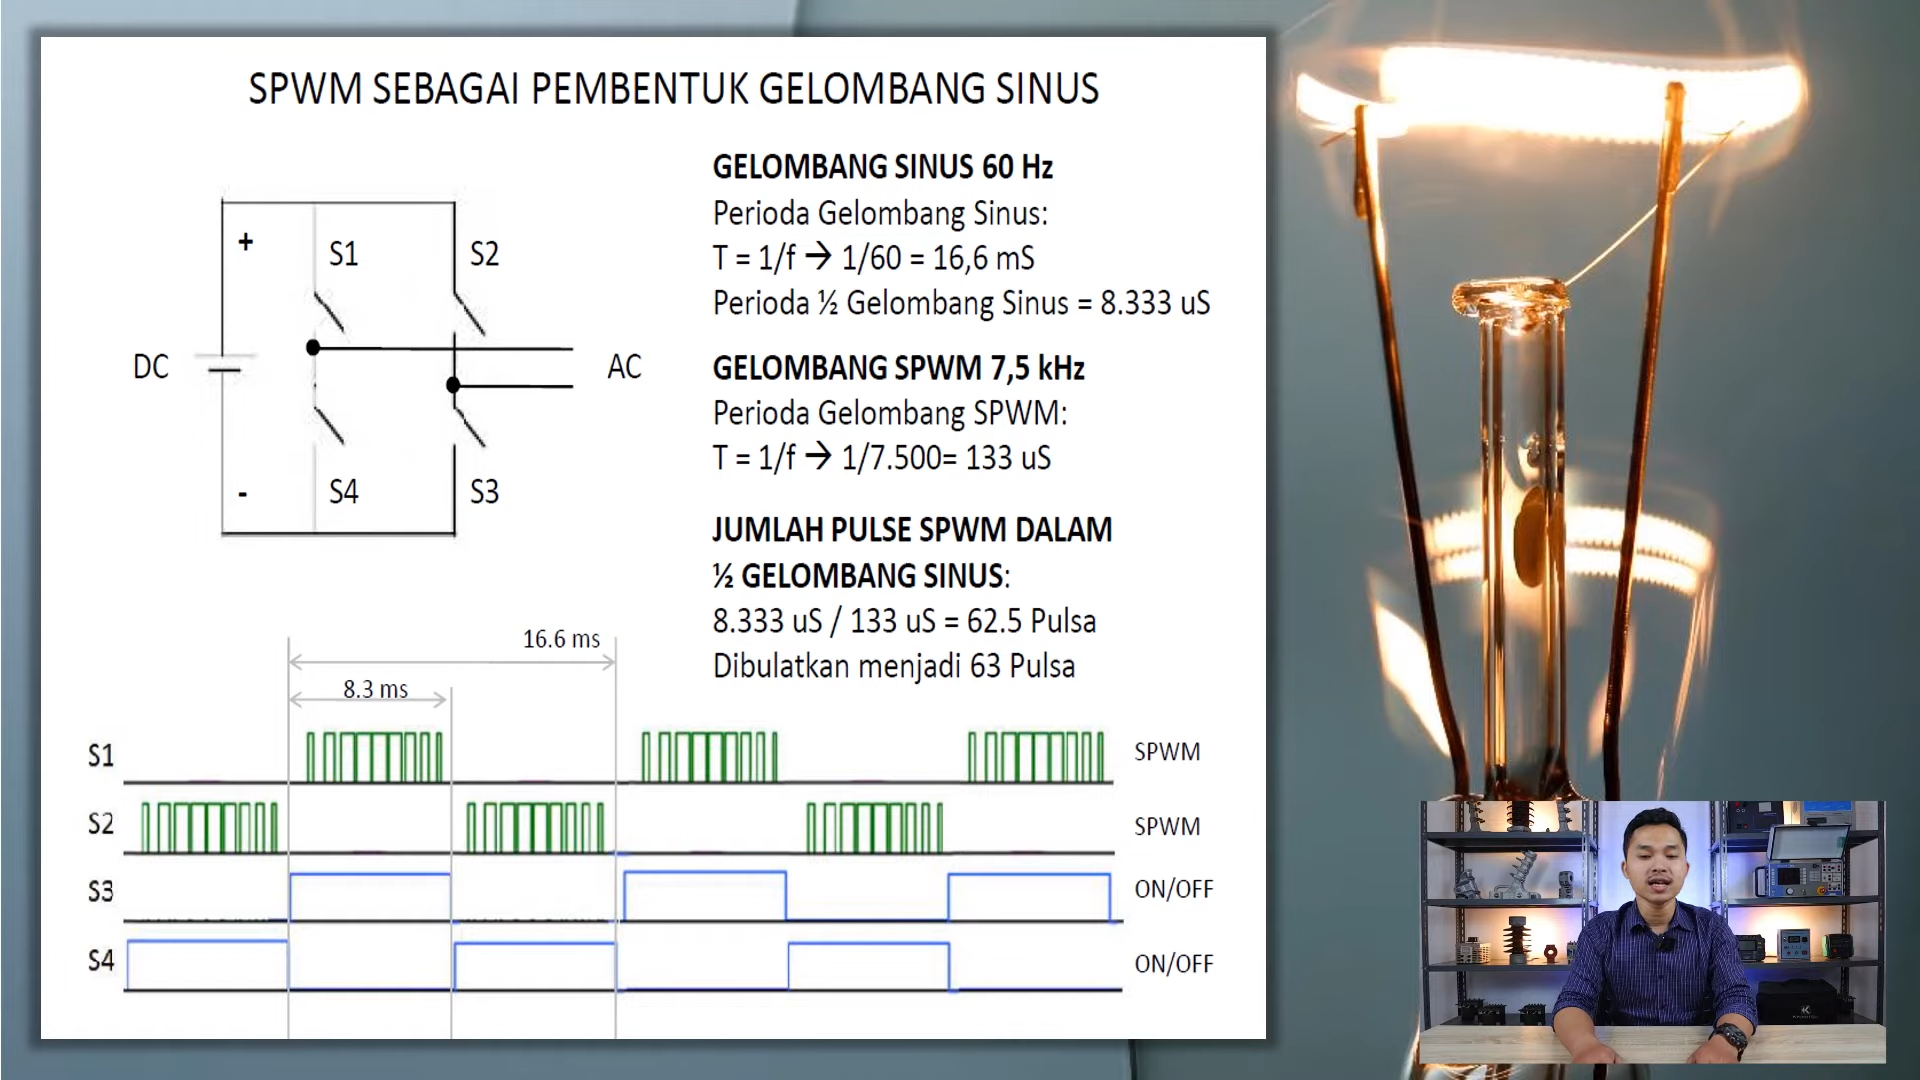 SPWM SEBAGAI PEMBENTUK GELOMBANG SINUS
+
S1
S2
DC
AC
-
S4
S3
GELOMBANG SINUS 60 Hz
Perioda Gelombang Sinus:
T = 1/f → 1/60 = 16,6 mS
Perioda ½ Gelombang Sinus = 8.333 uS
GELOMBANG SPWM 7,5 kHz
Perioda Gelombang SPWM:
T = 1/f → 1/7.500= 133 uS
JUMLAH PULSE SPWM DALAM
½ GELOMBANG SINUS:
8.333 uS / 133 uS = 62.5 Pulsa
Dibulatkan menjadi 63 Pulsa
16.6 ms
8.3 ms
S1
SPWM
S2
SPWM
S3
ON/OFF
S4
ON/OFF